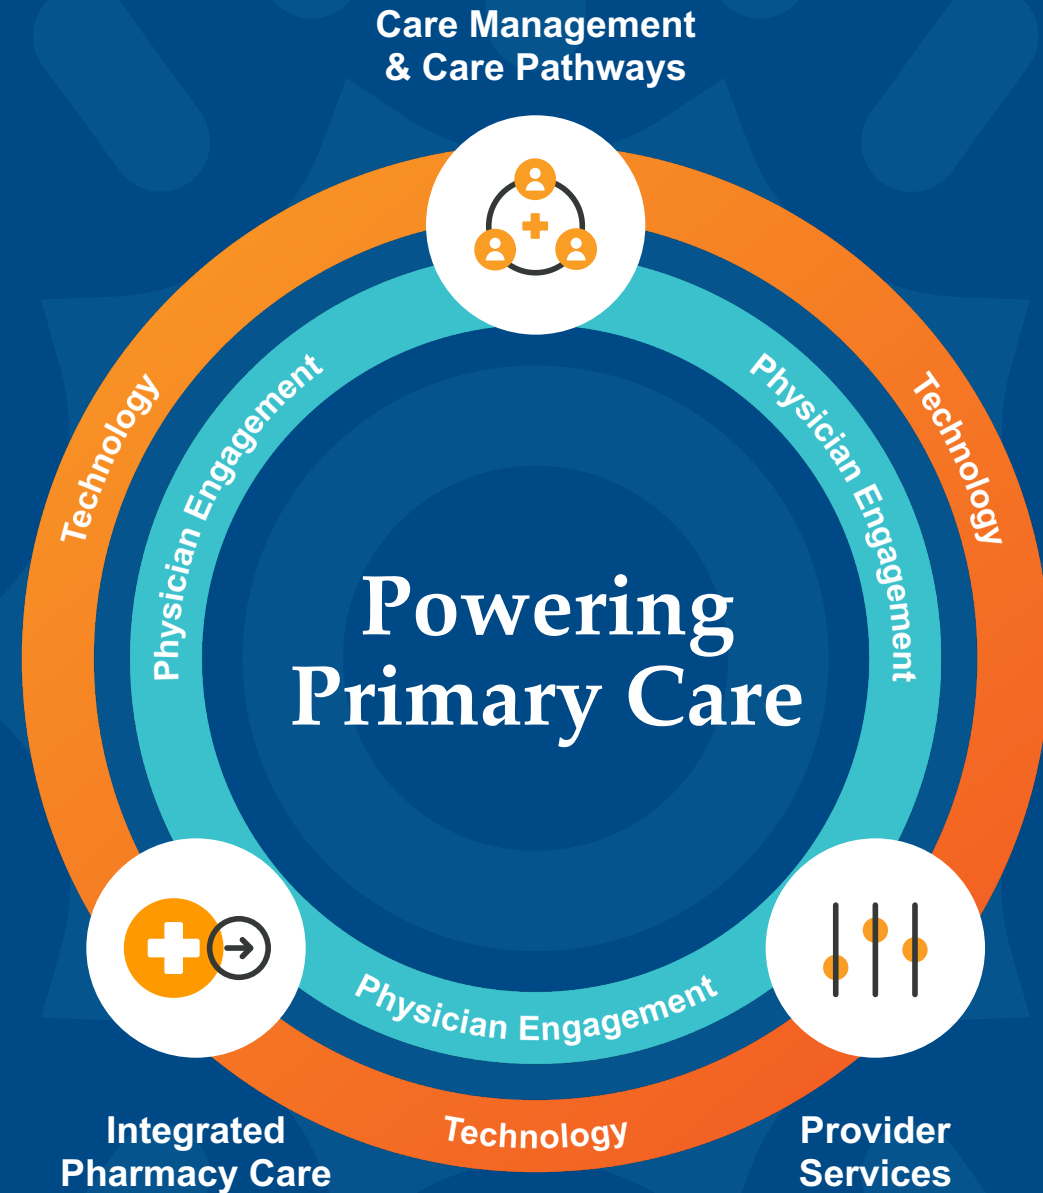 Care Management
& Care Pathways
Technology
Physician Engagement
Physician Engagement
Technology
Powering
Primary Care
Physician Engagement
Technology
Integrated
Pharmacy Care
Provider
Services